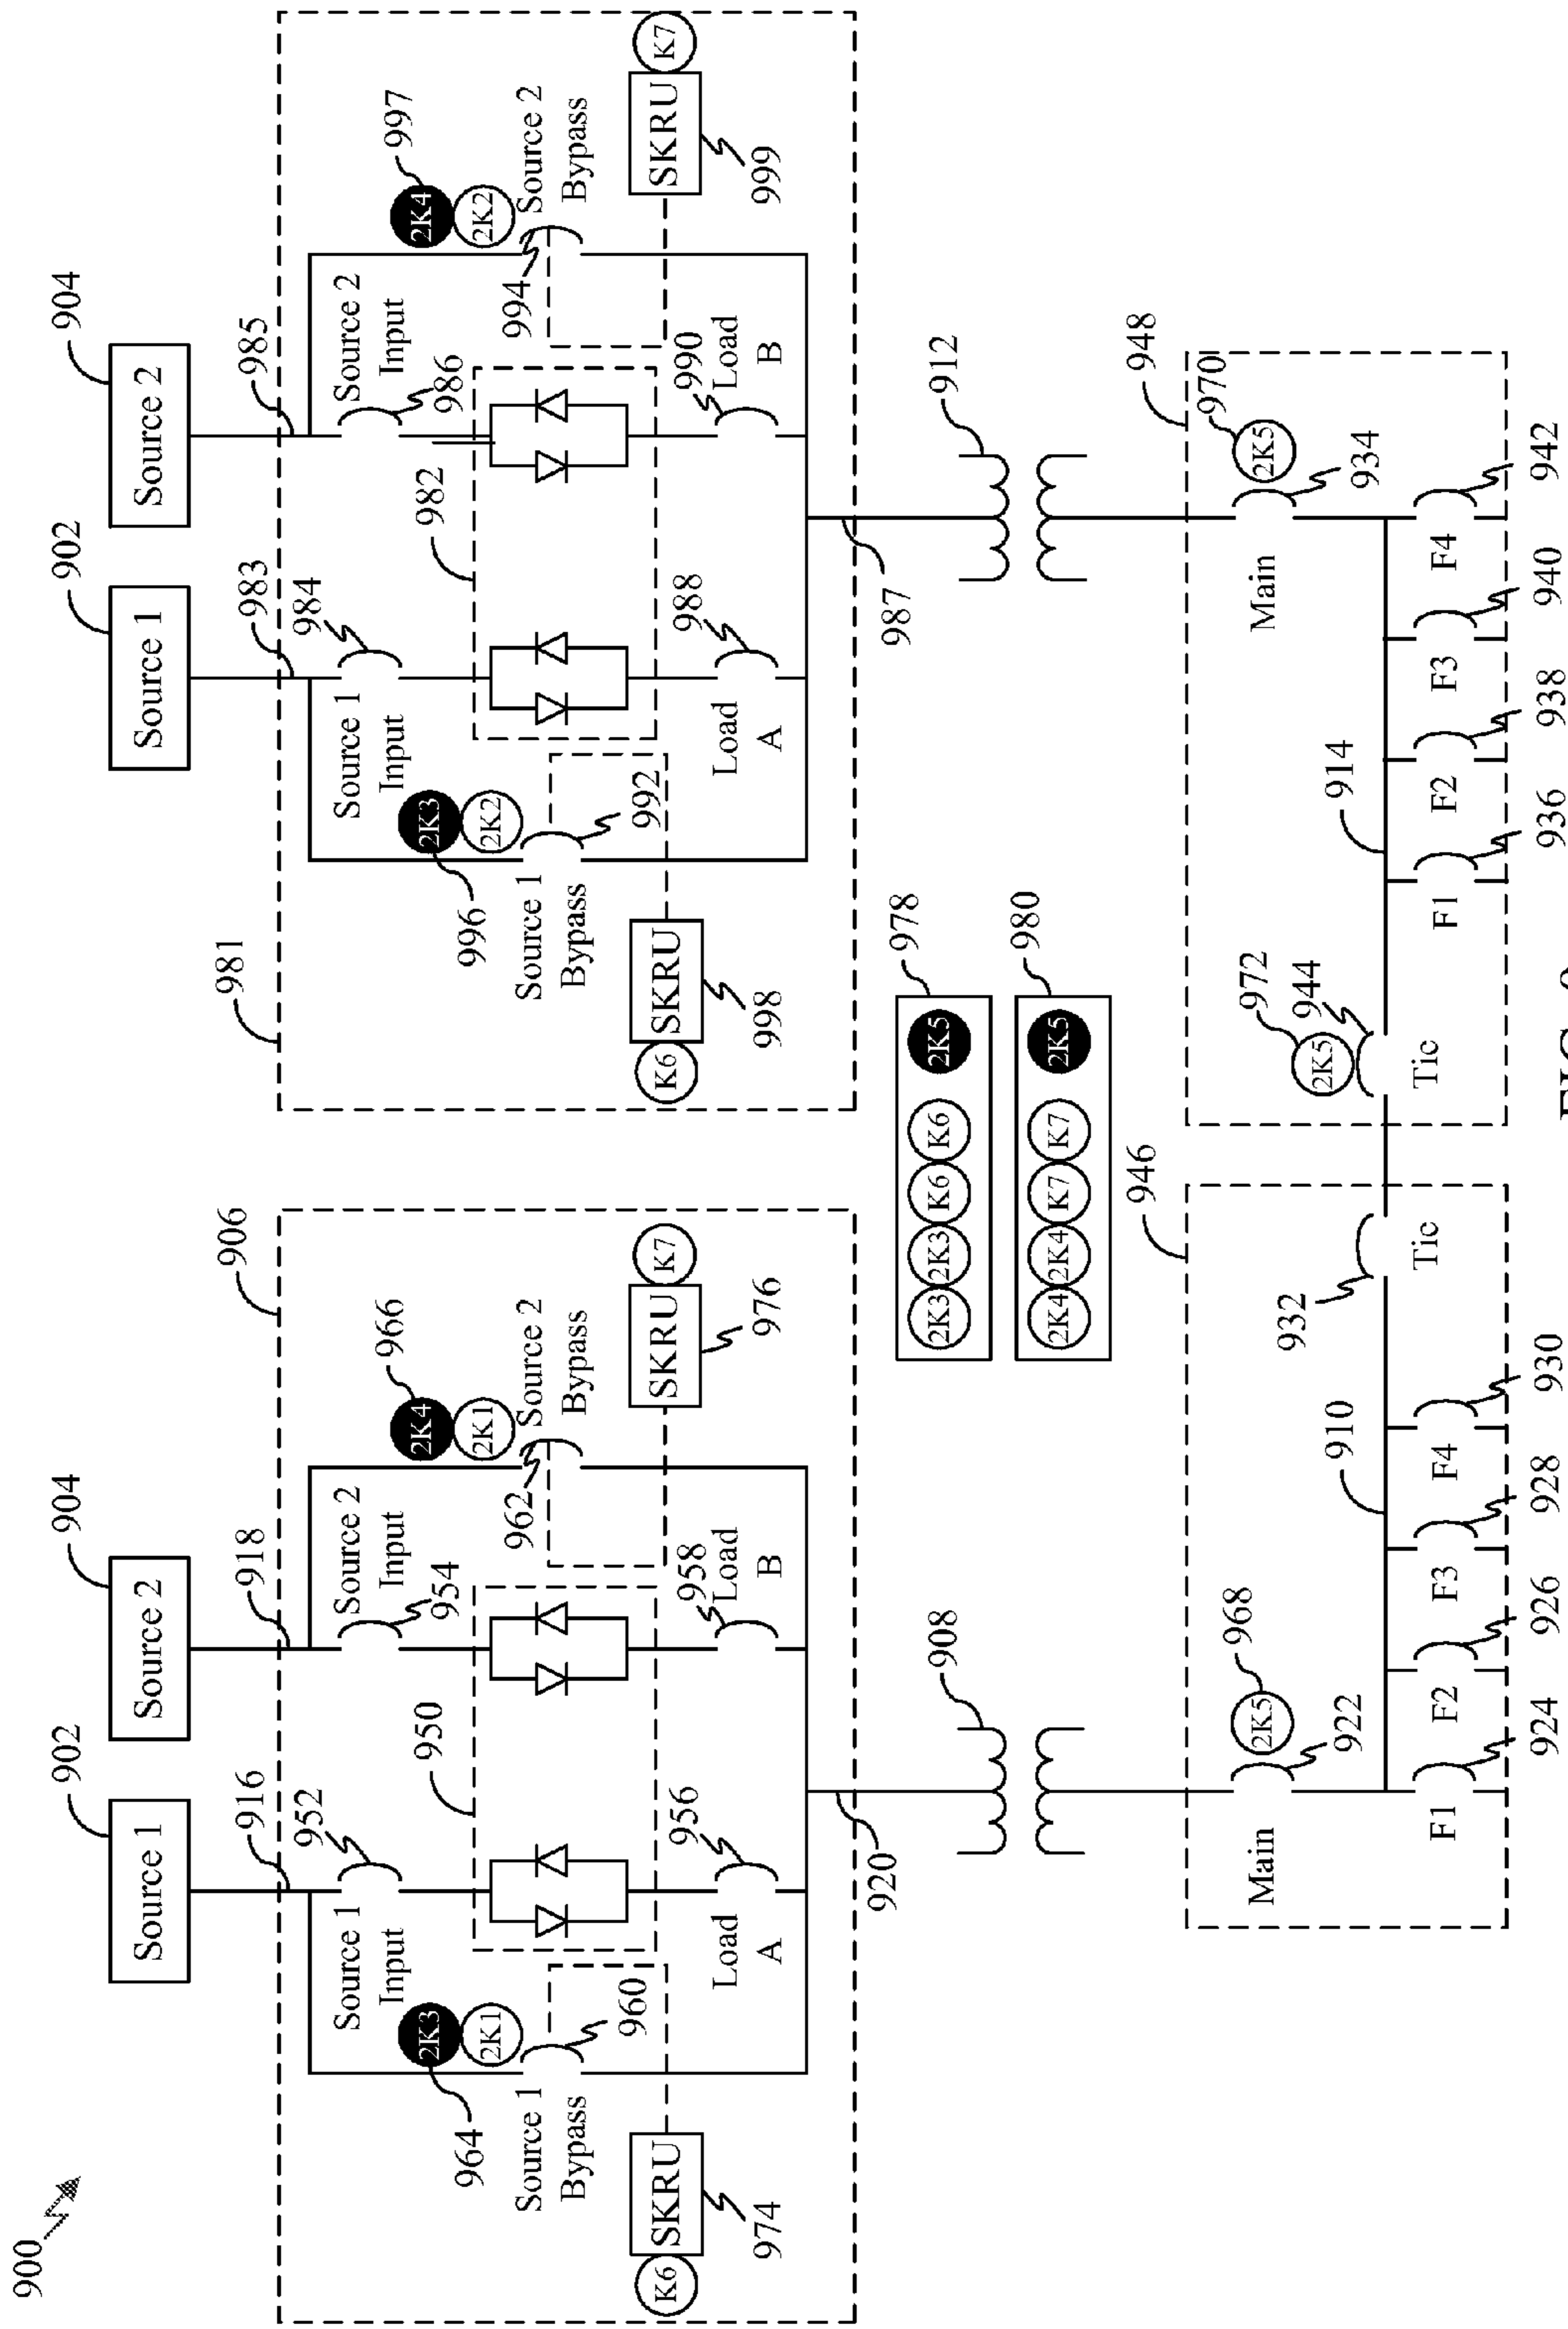 900
902
Source 1
904
Source 2
902
Source 1
904
Source 2
916
918
906
983
985
981
952
Source 1
Input
954
Source 2
Input
984
Source 1
Input
986
Source 2
Input
964
2K3
2K1
966
2K4
2K1
996
2K3
2K2
997
2K4
2K2
950
982
Source 1
Bypass
960
962
Source 2
Bypass
Source 1
Bypass
992
994
Source 2
Bypass
K6
SKRU
974
SKRU
K7
976
K6
SKRU
998
SKRU
K7
999
956
Load
A
958
Load
B
988
Load
A
990
Load
B
920
908
987
912
2K3
2K3
K6
K6
2K5
978
2K4
2K4
K7
K7
2K5
980
946
948
Main
2K5
968
922
932
Tic
972
2K5
944
Tic
Main
2K5
970
934
910
914
F1
F2
F3
F4
F1
F2
F3
F4
924
926
928
930
936
938
940
942